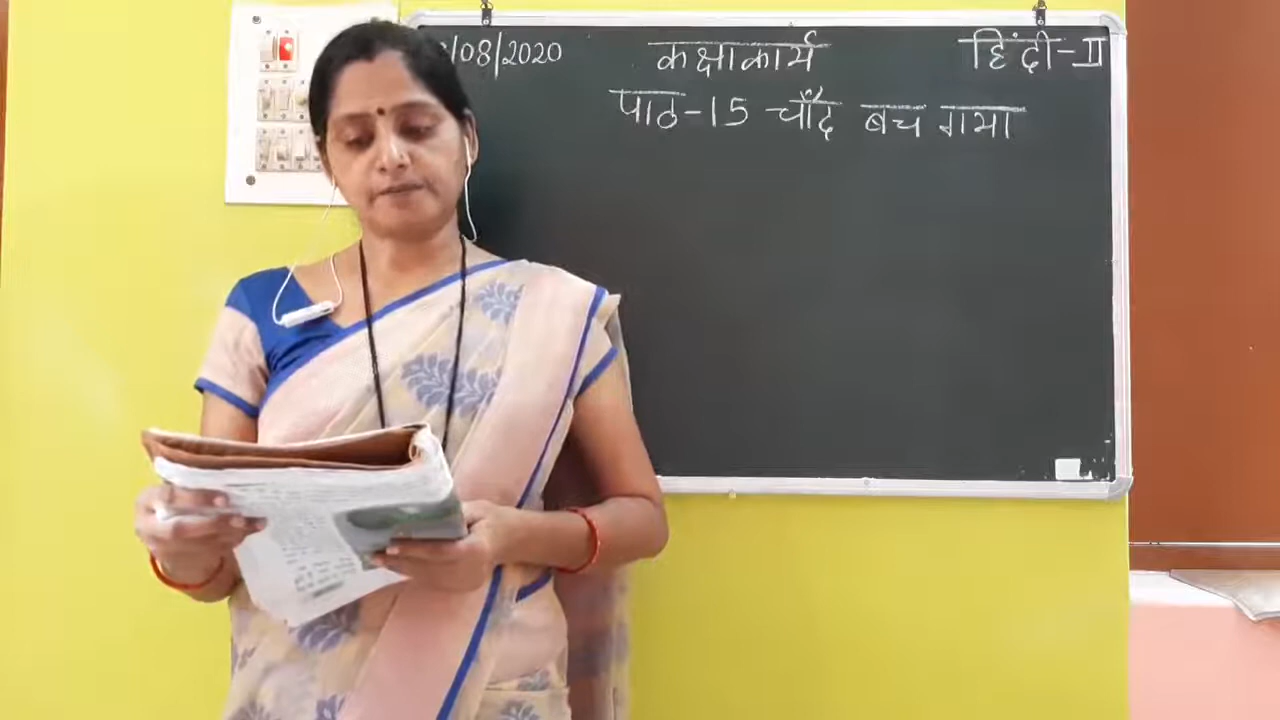 /08/2020 कक्षाकार्य हिंदी-II
पाठ-15 चाँद बच गया